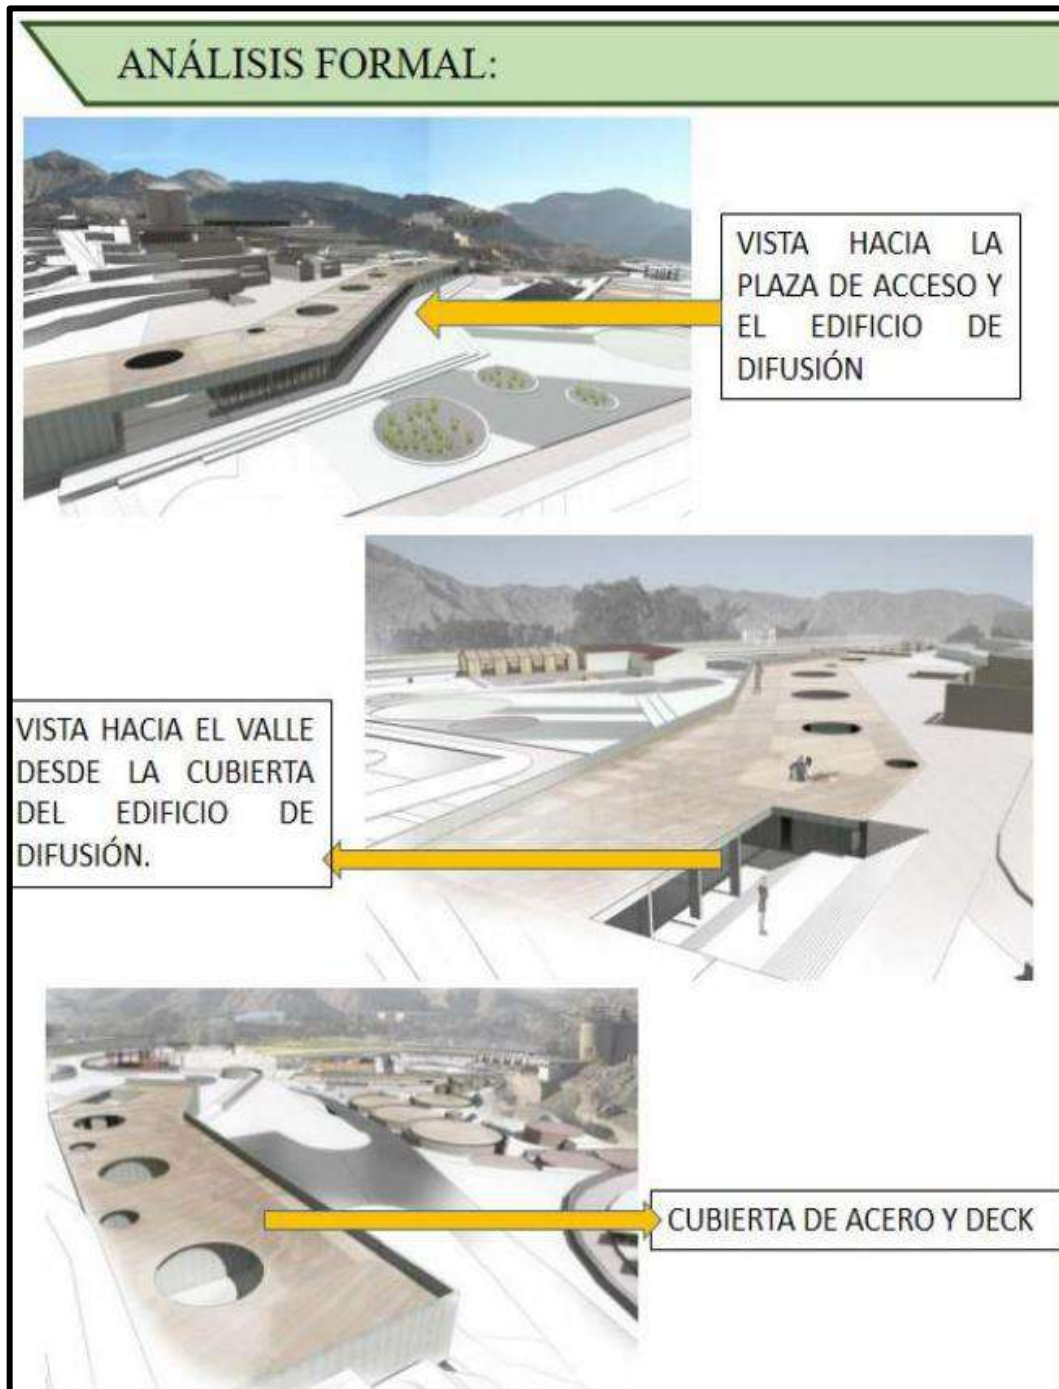 ANÁLISIS FORMAL:
VISTA HACIA LA
PLAZA DE ACCESO Y
EL EDIFICIO DE
DIFUSIÓN
VISTA HACIA EL VALLE
DESDE LA CUBIERTA
DEL EDIFICIO DE
DIFUSIÓN.
CUBIERTA DE ACERO Y DECK